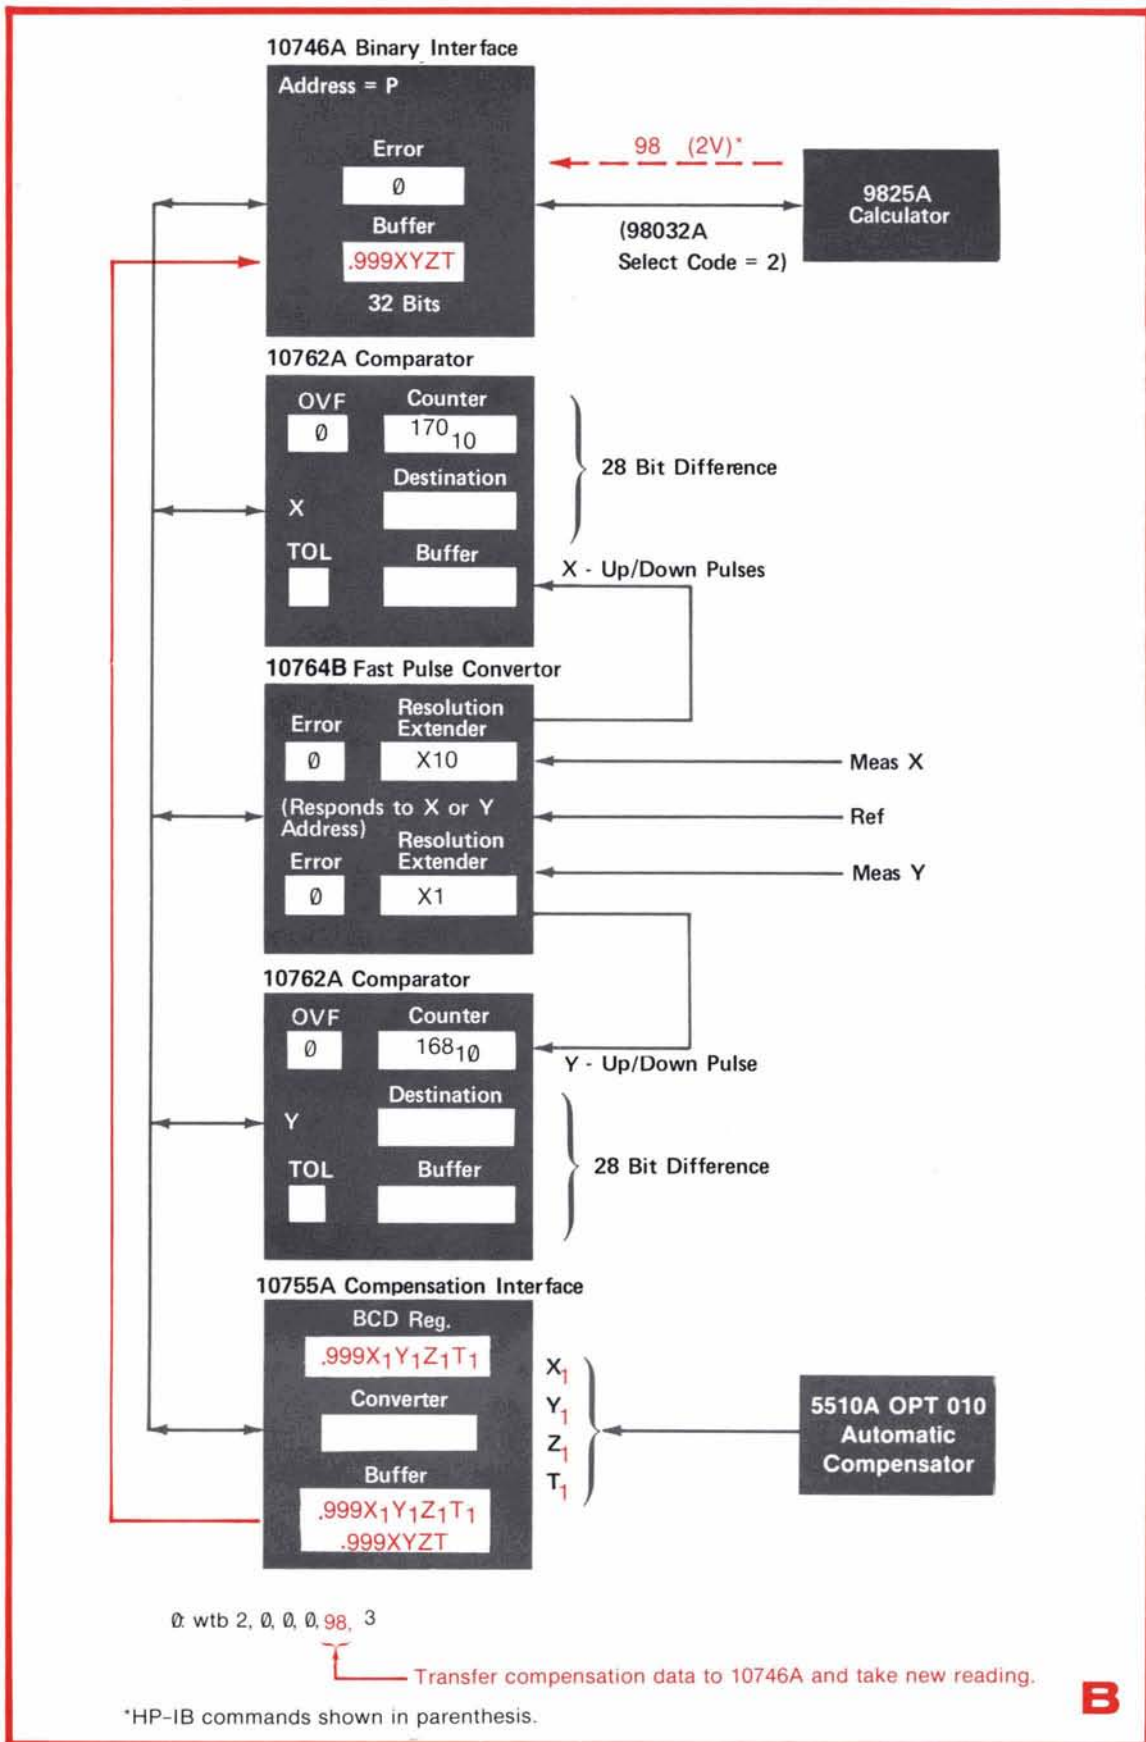 10746A Binary Interface
Address = P
Error
Ø
Buffer
.999XYZT
32 Bits
98 (2V)*
(98032A
Select Code = 2)
9825A
Calculator
10762A Comparator
OVF
Counter
Ø
170₁₀
Destination
X
TOL
Buffer
28 Bit Difference
X - Up/Down Pulses
10764B Fast Pulse Convertor
Error
Resolution
Extender
Ø
X10
(Responds to X or Y
Address)
Error
Resolution
Extender
Ø
X1
Meas X
Ref
Meas Y
10762A Comparator
OVF
Counter
Ø
168₁Ø
Y - Up/Down Pulse
Destination
Y
TOL
Buffer
28 Bit Difference
10755A Compensation Interface
BCD Reg.
.999X₁Y₁Z₁T₁
Converter
Buffer
.999X₁Y₁Z₁T₁
.999XYZT
X₁
Y₁
Z₁
T₁
5510A OPT 010
Automatic
Compensator
Ø: wtb 2, Ø, Ø, Ø, 98, 3
Transfer compensation data to 10746A and take new reading.
*HP-IB commands shown in parenthesis.
B